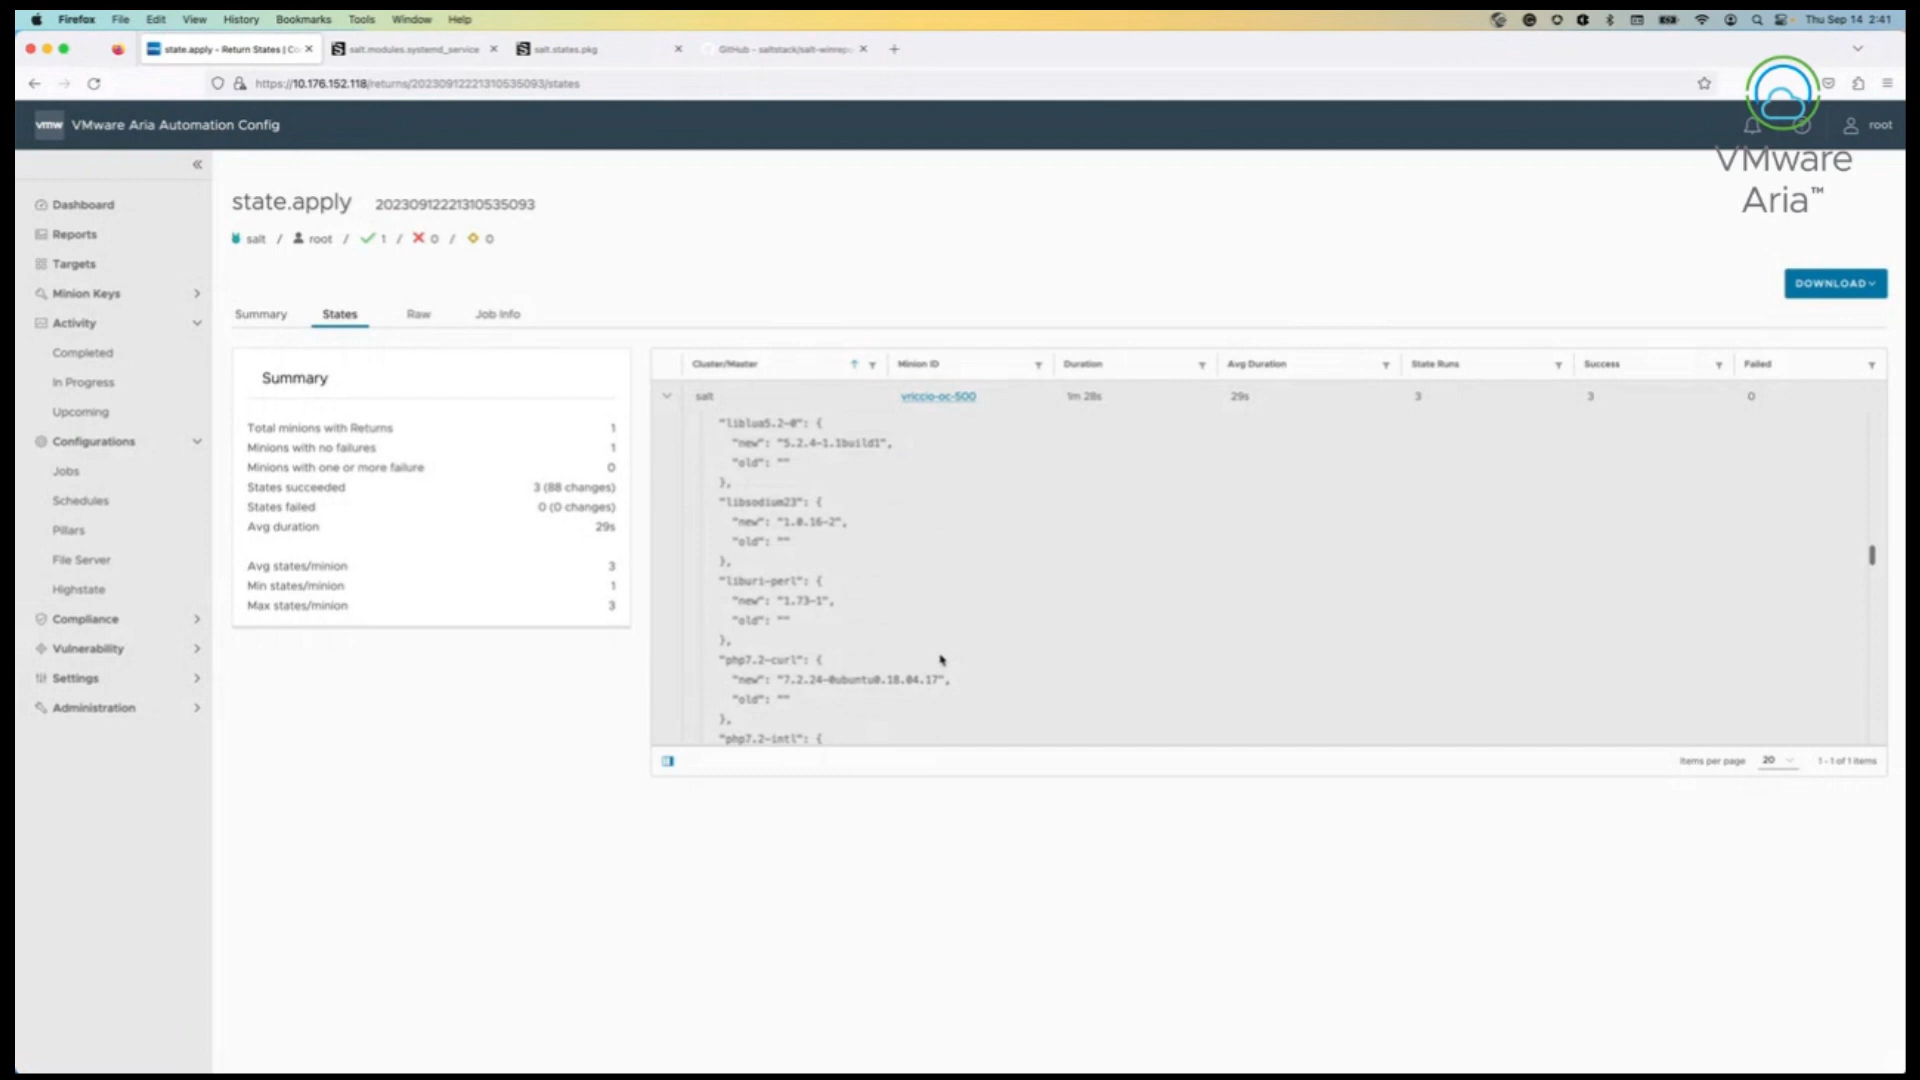 Firefox File Edit View History Bookmarks Tools Window Help Thu Sep 14 2:41
state.apply - Return States | Co salt.modules.systemd_service salt.states.pkg GitHub - saltstack/salt-winrepo
https://10.176.152.118/returns/20230912221310535093/states
vmw VMware Aria Automation Config root
VMware
Aria™
Dashboard
Reports
Targets
Minion Keys
Activity
Completed
In Progress
Upcoming
Configurations
Jobs
Schedules
Pillars
File Server
Highstate
Compliance
Vulnerability
Settings
Administration
state.apply 20230912221310535093
salt / root / 1 / 0 / 0
DOWNLOAD
Summary States Raw Job Info
Summary
Total minions with Returns 1
Minions with no failures 1
Minions with one or more failure 0
States succeeded 3 (88 changes)
States failed 0 (0 changes)
Avg duration 29s
Avg states/minion 3
Min states/minion 1
Max states/minion 3
Cluster/Master Minion ID Duration Avg Duration State Runs Success Failed
salt vriccio-oc-500 1m 28s 29s 3 3 0
"liblua5.2-0": {
"new": "5.2.4-1.1build1",
"old": ""
},
"libsodium23": {
"new": "1.0.16-2",
"old": ""
},
"liburi-perl": {
"new": "1.73-1",
"old": ""
},
"php7.2-curl": {
"new": "7.2.24-0ubuntu0.18.04.17",
"old": ""
},
"php7.2-intl": {
Items per page 20 1 - 1 of 1 items